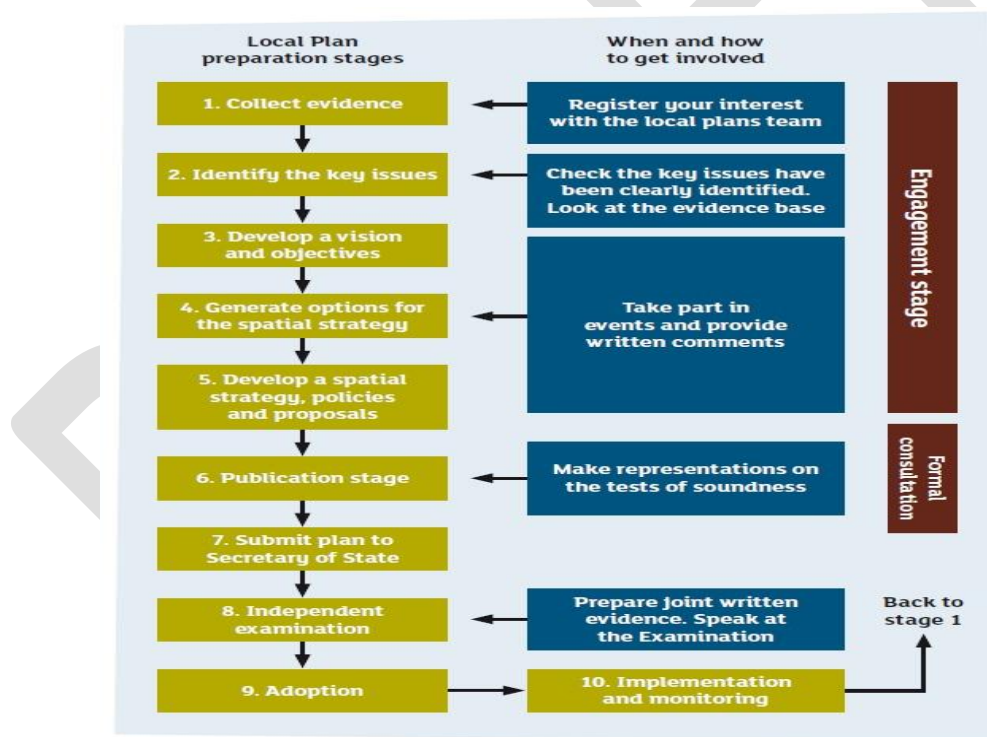 Local Plan
preparation stages
When and how
to get involved
1. Collect evidence
Register your interest
with the local plans team
2. Identify the key issues
Check the key issues have
been clearly identified.
Look at the evidence base
3. Develop a vision
and objectives
4. Generate options for
the spatial strategy
Take part in
events and provide
written comments
5. Develop a spatial
strategy, policies
and proposals
Engagement stage
6. Publication stage
Make representations on
the tests of soundness
Formal
consultation
7. Submit plan to
Secretary of State
8. Independent
examination
Prepare joint written
evidence. Speak at
the Examination
Back to
stage 1
9. Adoption
10. Implementation
and monitoring